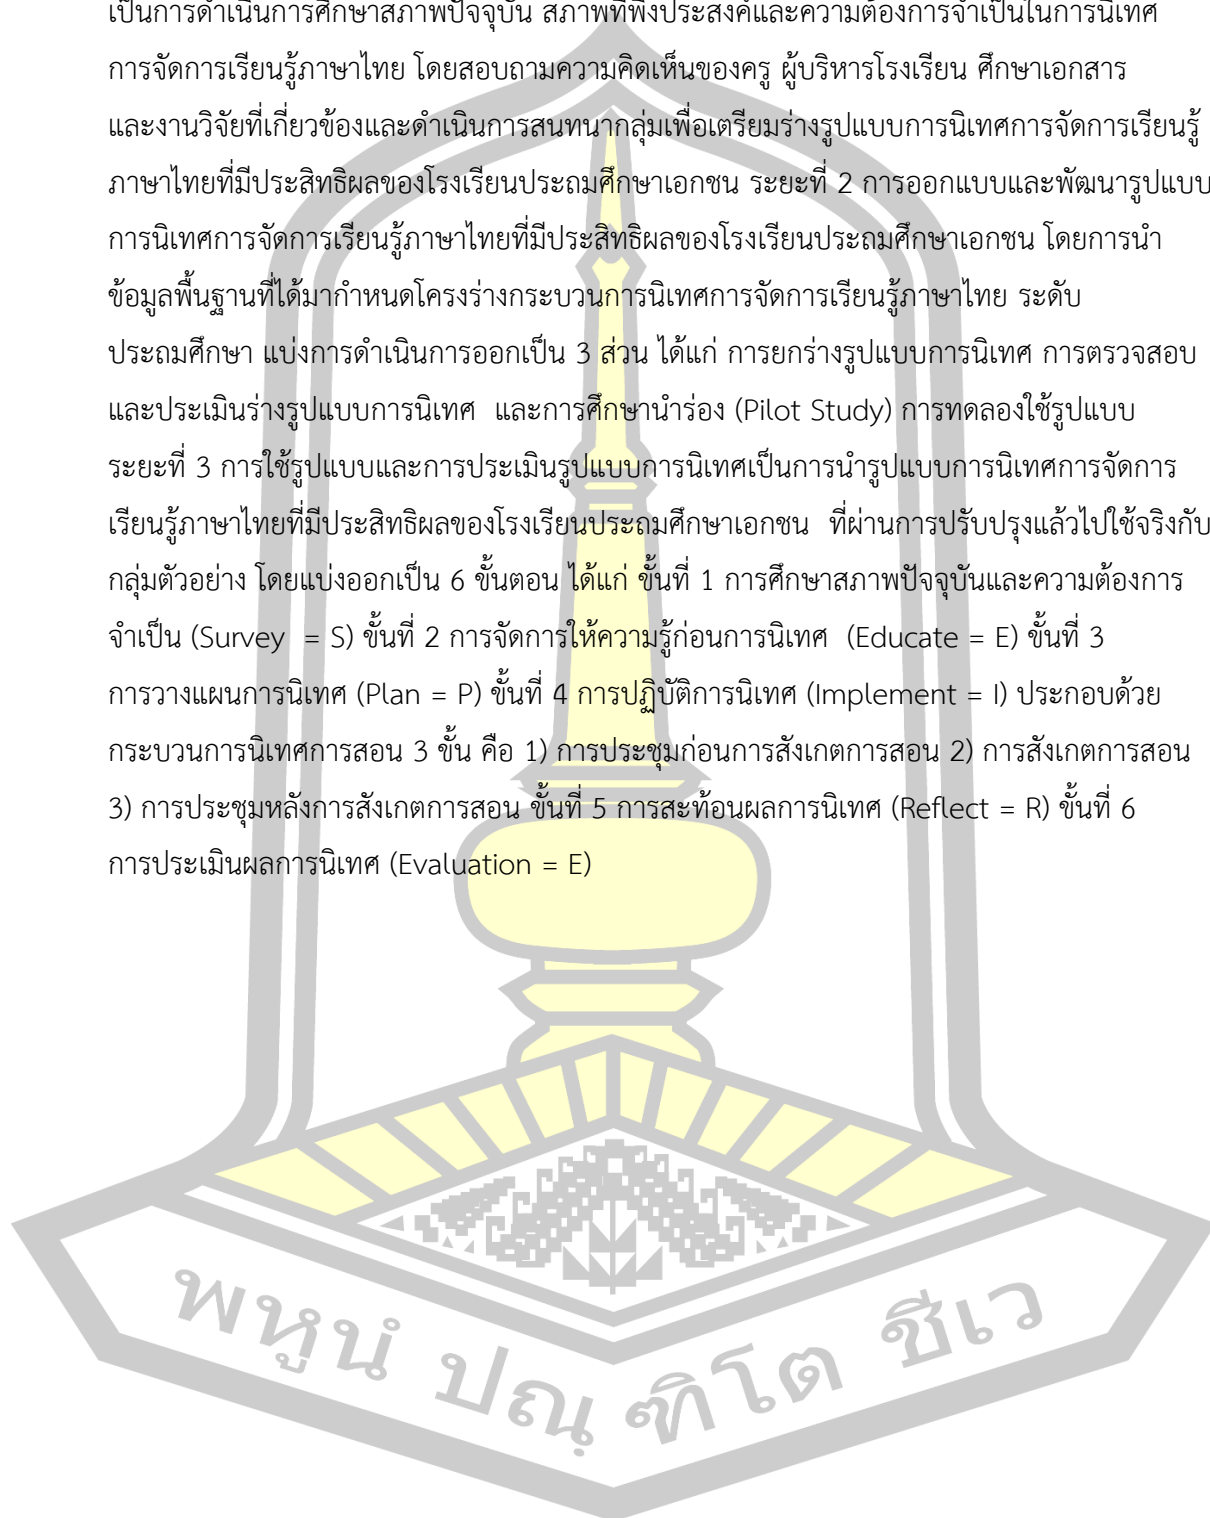 เป็นการดำเนินการศึกษาสภาพปัจจุบัน สภาพที่พึงประสงค์และความต้องการจำเป็นในการนิเทศ
การจัดการเรียนรู้ภาษาไทย โดยสอบถามความคิดเห็นของครู ผู้บริหารโรงเรียน ศึกษาเอกสาร
และงานวิจัยที่เกี่ยวข้องและดำเนินการสนทนากลุ่มเพื่อเตรียมร่างรูปแบบการนิเทศการจัดการเรียนรู้
ภาษาไทยที่มีประสิทธิผลของโรงเรียนประถมศึกษาเอกชน ระยะที่ 2 การออกแบบและพัฒนารูปแบบ
การนิเทศการจัดการเรียนรู้ภาษาไทยที่มีประสิทธิผลของโรงเรียนประถมศึกษาเอกชน โดยการนำ
ข้อมูลพื้นฐานที่ได้มากำหนดโครงร่างกระบวนการนิเทศการจัดการเรียนรู้ภาษาไทย ระดับ
ประถมศึกษา แบ่งการดำเนินการออกเป็น 3 ส่วน ได้แก่ การยกร่างรูปแบบการนิเทศ การตรวจสอบ
และประเมินร่างรูปแบบการนิเทศ และการศึกษานำร่อง (Pilot Study) การทดลองใช้รูปแบบ
ระยะที่ 3 การใช้รูปแบบและการประเมินรูปแบบการนิเทศเป็นการนำรูปแบบการนิเทศการจัดการ
เรียนรู้ภาษาไทยที่มีประสิทธิผลของโรงเรียนประถมศึกษาเอกชน ที่ผ่านการปรับปรุงแล้วไปใช้จริงกับ
กลุ่มตัวอย่าง โดยแบ่งออกเป็น 6 ขั้นตอน ได้แก่ ขั้นที่ 1 การศึกษาสภาพปัจจุบันและความต้องการ
จำเป็น (Survey = S) ขั้นที่ 2 การจัดการให้ความรู้ก่อนการนิเทศ (Educate = E) ขั้นที่ 3
การวางแผนการนิเทศ (Plan = P) ขั้นที่ 4 การปฏิบัติการนิเทศ (Implement = I) ประกอบด้วย
กระบวนการนิเทศการสอน 3 ขั้น คือ 1) การประชุมก่อนการสังเกตการสอน 2) การสังเกตการสอน
3) การประชุมหลังการสังเกตการสอน ขั้นที่ 5 การสะท้อนผลการนิเทศ (Reflect = R) ขั้นที่ 6
การประเมินผลการนิเทศ (Evaluation = E)
พหูนํ ปณฺฑิโต ชีเว